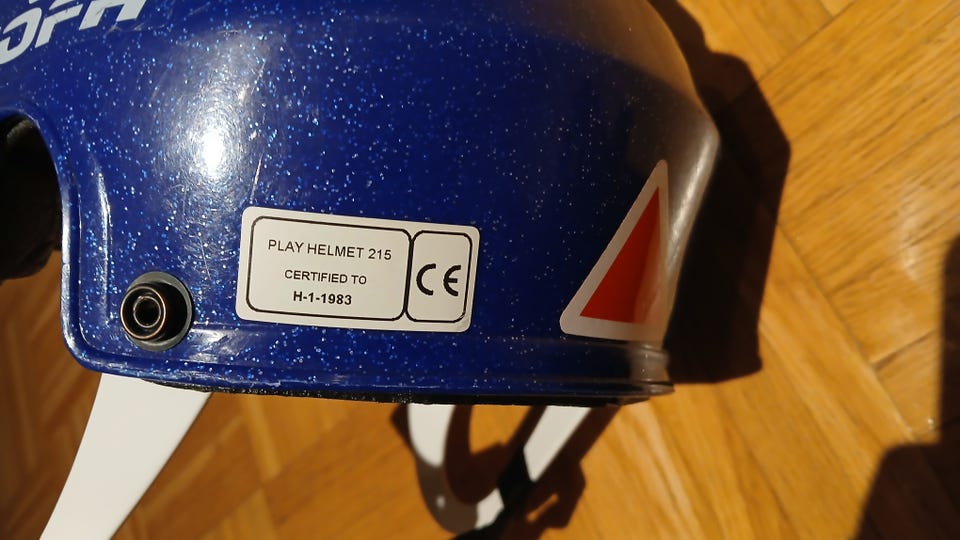 PLAY HELMET 215
CERTIFIED TO
H-1-1983
CE